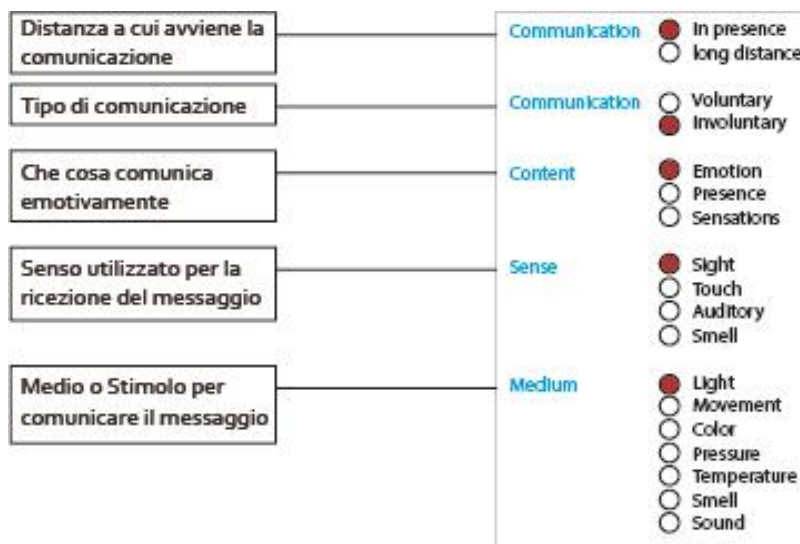 Distanza a cui avviene la
comunicazione
Communication
In presence
long distance
Tipo di comunicazione
Communication
Voluntary
Involuntary
Che cosa comunica
emotivamente
Content
Emotion
Presence
Sensations
Senso utilizzato per la
ricezione del messaggio
Sense
Sight
Touch
Auditory
Smell
Medio o Stimolo per
comunicare il messaggio
Medium
Light
Movement
Color
Pressure
Temperature
Smell
Sound